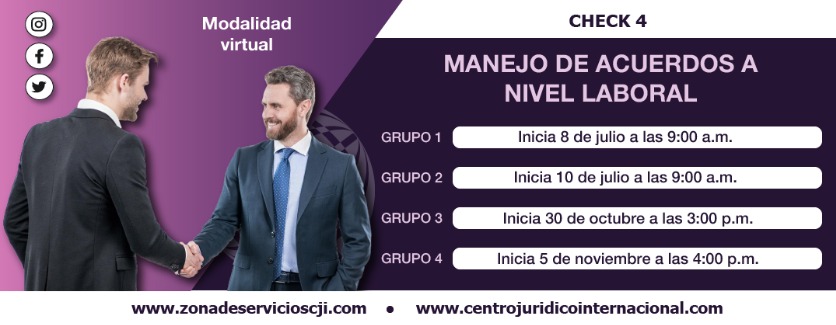 Modalidad
virtual
CHECK 4
MANEJO DE ACUERDOS A
NIVEL LABORAL
GRUPO 1 Inicia 8 de julio a las 9:00 a.m.
GRUPO 2 Inicia 10 de julio a las 9:00 a.m.
GRUPO 3 Inicia 30 de octubre a las 3:00 p.m.
GRUPO 4 Inicia 5 de noviembre a las 4:00 p.m.
www.zonadeservicioscji.com • www.centrojuridicointernacional.com